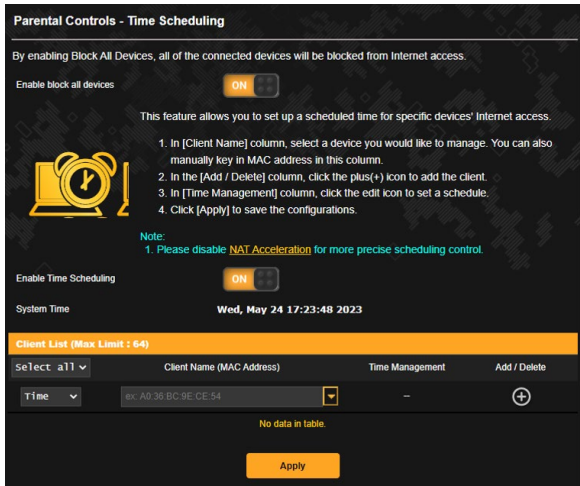 Parental Controls - Time Scheduling
By enabling Block All Devices, all of the connected devices will be blocked from Internet access.
Enable block all devices
ON
This feature allows you to set up a scheduled time for specific devices' Internet access.
1. In [Client Name] column, select a device you would like to manage. You can also
manually key in MAC address in this column.
2. In the [Add / Delete] column, click the plus(+) icon to add the client.
3. In [Time Management] column, click the edit icon to set a schedule.
4. Click [Apply] to save the configurations.
Note:
1. Please disable NAT Acceleration for more precise scheduling control.
Enable Time Scheduling
ON
System Time
Wed, May 24 17:23:48 2023
Client List (Max Limit : 64)
Select all
Client Name (MAC Address)
Time Management
Add / Delete
Time
ex: A0:36:BC:9E:CE:54
–
No data in table.
Apply